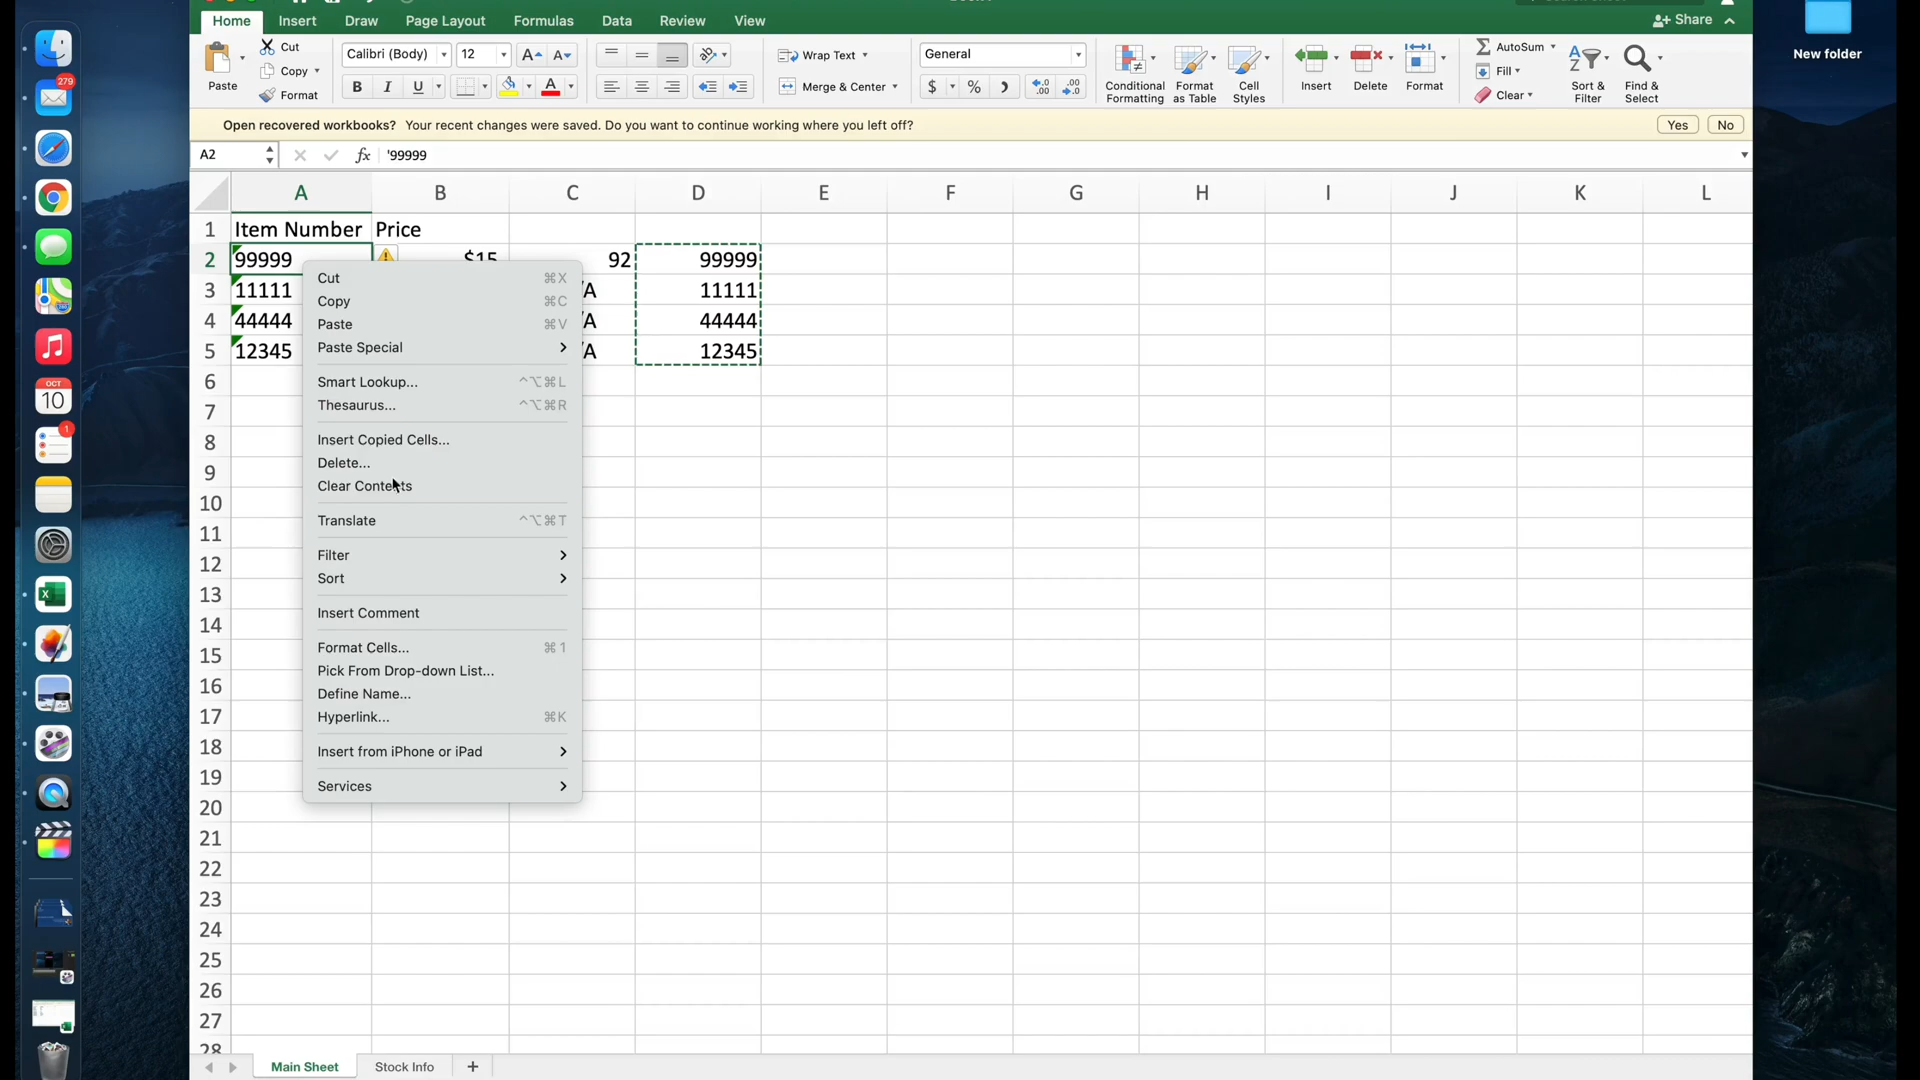 Home Insert Draw Page Layout Formulas Data Review View Share
New folder
Paste Cut Copy Format
Calibri (Body) 12
B I U A
Wrap Text
Merge & Center
General
$ %
Conditional Formatting
Format as Table
Cell Styles
Insert Delete Format
AutoSum
Fill
Clear
Sort & Filter
Find & Select
Open recovered workbooks? Your recent changes were saved. Do you want to continue working where you left off? Yes No
A2 fx '99999
A B C D E F G H I J K L
1 Item Number Price
2 99999 $15 92 99999
3 11111 /A 11111
4 44444 /A 44444
5 12345 /A 12345
6
7
8
9
10
11
12
13
14
15
16
17
18
19
20
21
22
23
24
25
26
27
28
Cut ⌘X
Copy ⌘C
Paste ⌘V
Paste Special
Smart Lookup... ^⌥⌘L
Thesaurus... ^⌥⌘R
Insert Copied Cells...
Delete...
Clear Contents
Translate ^⌥⌘T
Filter
Sort
Insert Comment
Format Cells... ⌘1
Pick From Drop-down List...
Define Name...
Hyperlink... ⌘K
Insert from iPhone or iPad
Services
279
OCT
10
1
Main Sheet Stock Info +